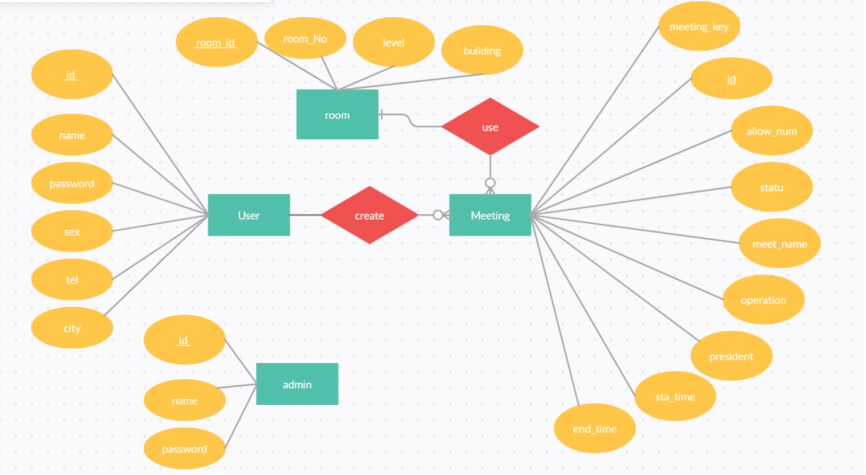 room_id
room_No
level
building
meeting_key
id
id
allow_num
name
room
use
password
statu
User
create
Meeting
sex
meet_name
tel
operation
city
id
president
admin
name
sta_time
end_time
password